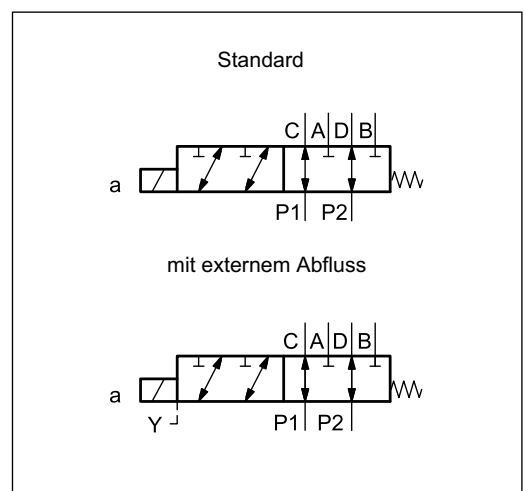 Standard
C A D B
a
P1 P2
mit externem Abfluss
C A D B
a
P1 P2
Y